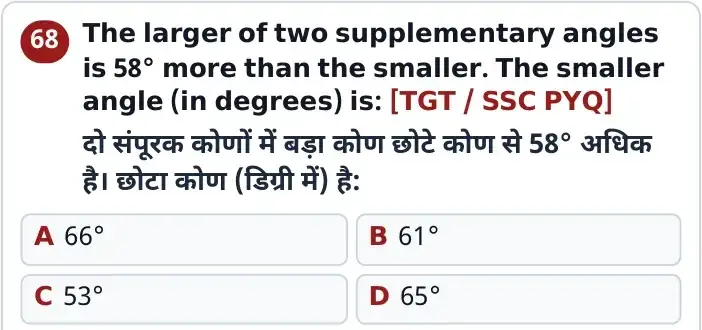 68 The larger of two supplementary angles
is 58° more than the smaller. The smaller
angle (in degrees) is: [TGT / SSC PYQ]
दो संपूरक कोणों में बड़ा कोण छोटे कोण से 58° अधिक
है। छोटा कोण (डिग्री में) है:
A 66° B 61°
C 53° D 65°